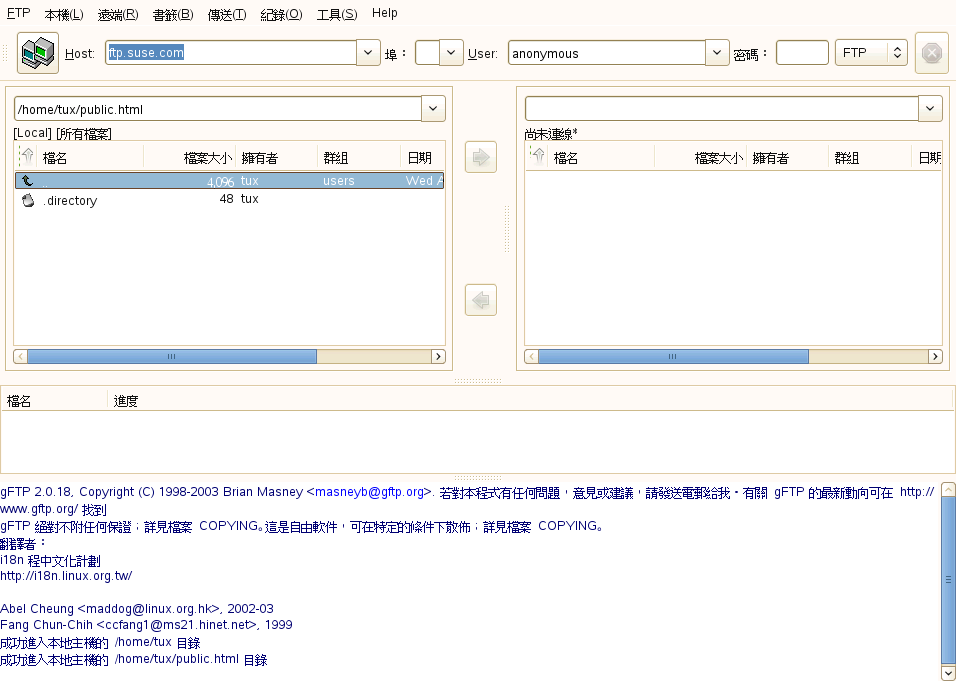 FTP 本機(L) 遠端(R) 書籤(B) 傳送(T) 紀錄(O) 工具(S) Help
Host: ftp.suse.com 埠： User: anonymous 密碼： FTP
/home/tux/public.html
[Local] [所有檔案]
檔名 檔案大小 擁有者 群組 日期
.. 4,096 tux users Wed A
.directory 48 tux
尚未連線*
檔名 檔案大小 擁有者 群組 日期
檔名 進度
gFTP 2.0.18, Copyright (C) 1998-2003 Brian Masney <masneyb@gftp.org>. 若對本程式有任何問題，意見或建議，請發送電郵給我。有關 gFTP 的最新動向可在 http://
www.gftp.org/ 找到
gFTP 絕對不附任何保證；詳見檔案 COPYING。這是自由軟件，可在特定的條件下散佈；詳見檔案 COPYING。
翻譯者：
i18n 程中文化計劃
http://i18n.linux.org.tw/
Abel Cheung <maddog@linux.org.hk>, 2002-03
Fang Chun-Chih <ccfang1@ms21.hinet.net>, 1999
成功進入本地主機的 /home/tux 目錄
成功進入本地主機的 /home/tux/public.html 目錄